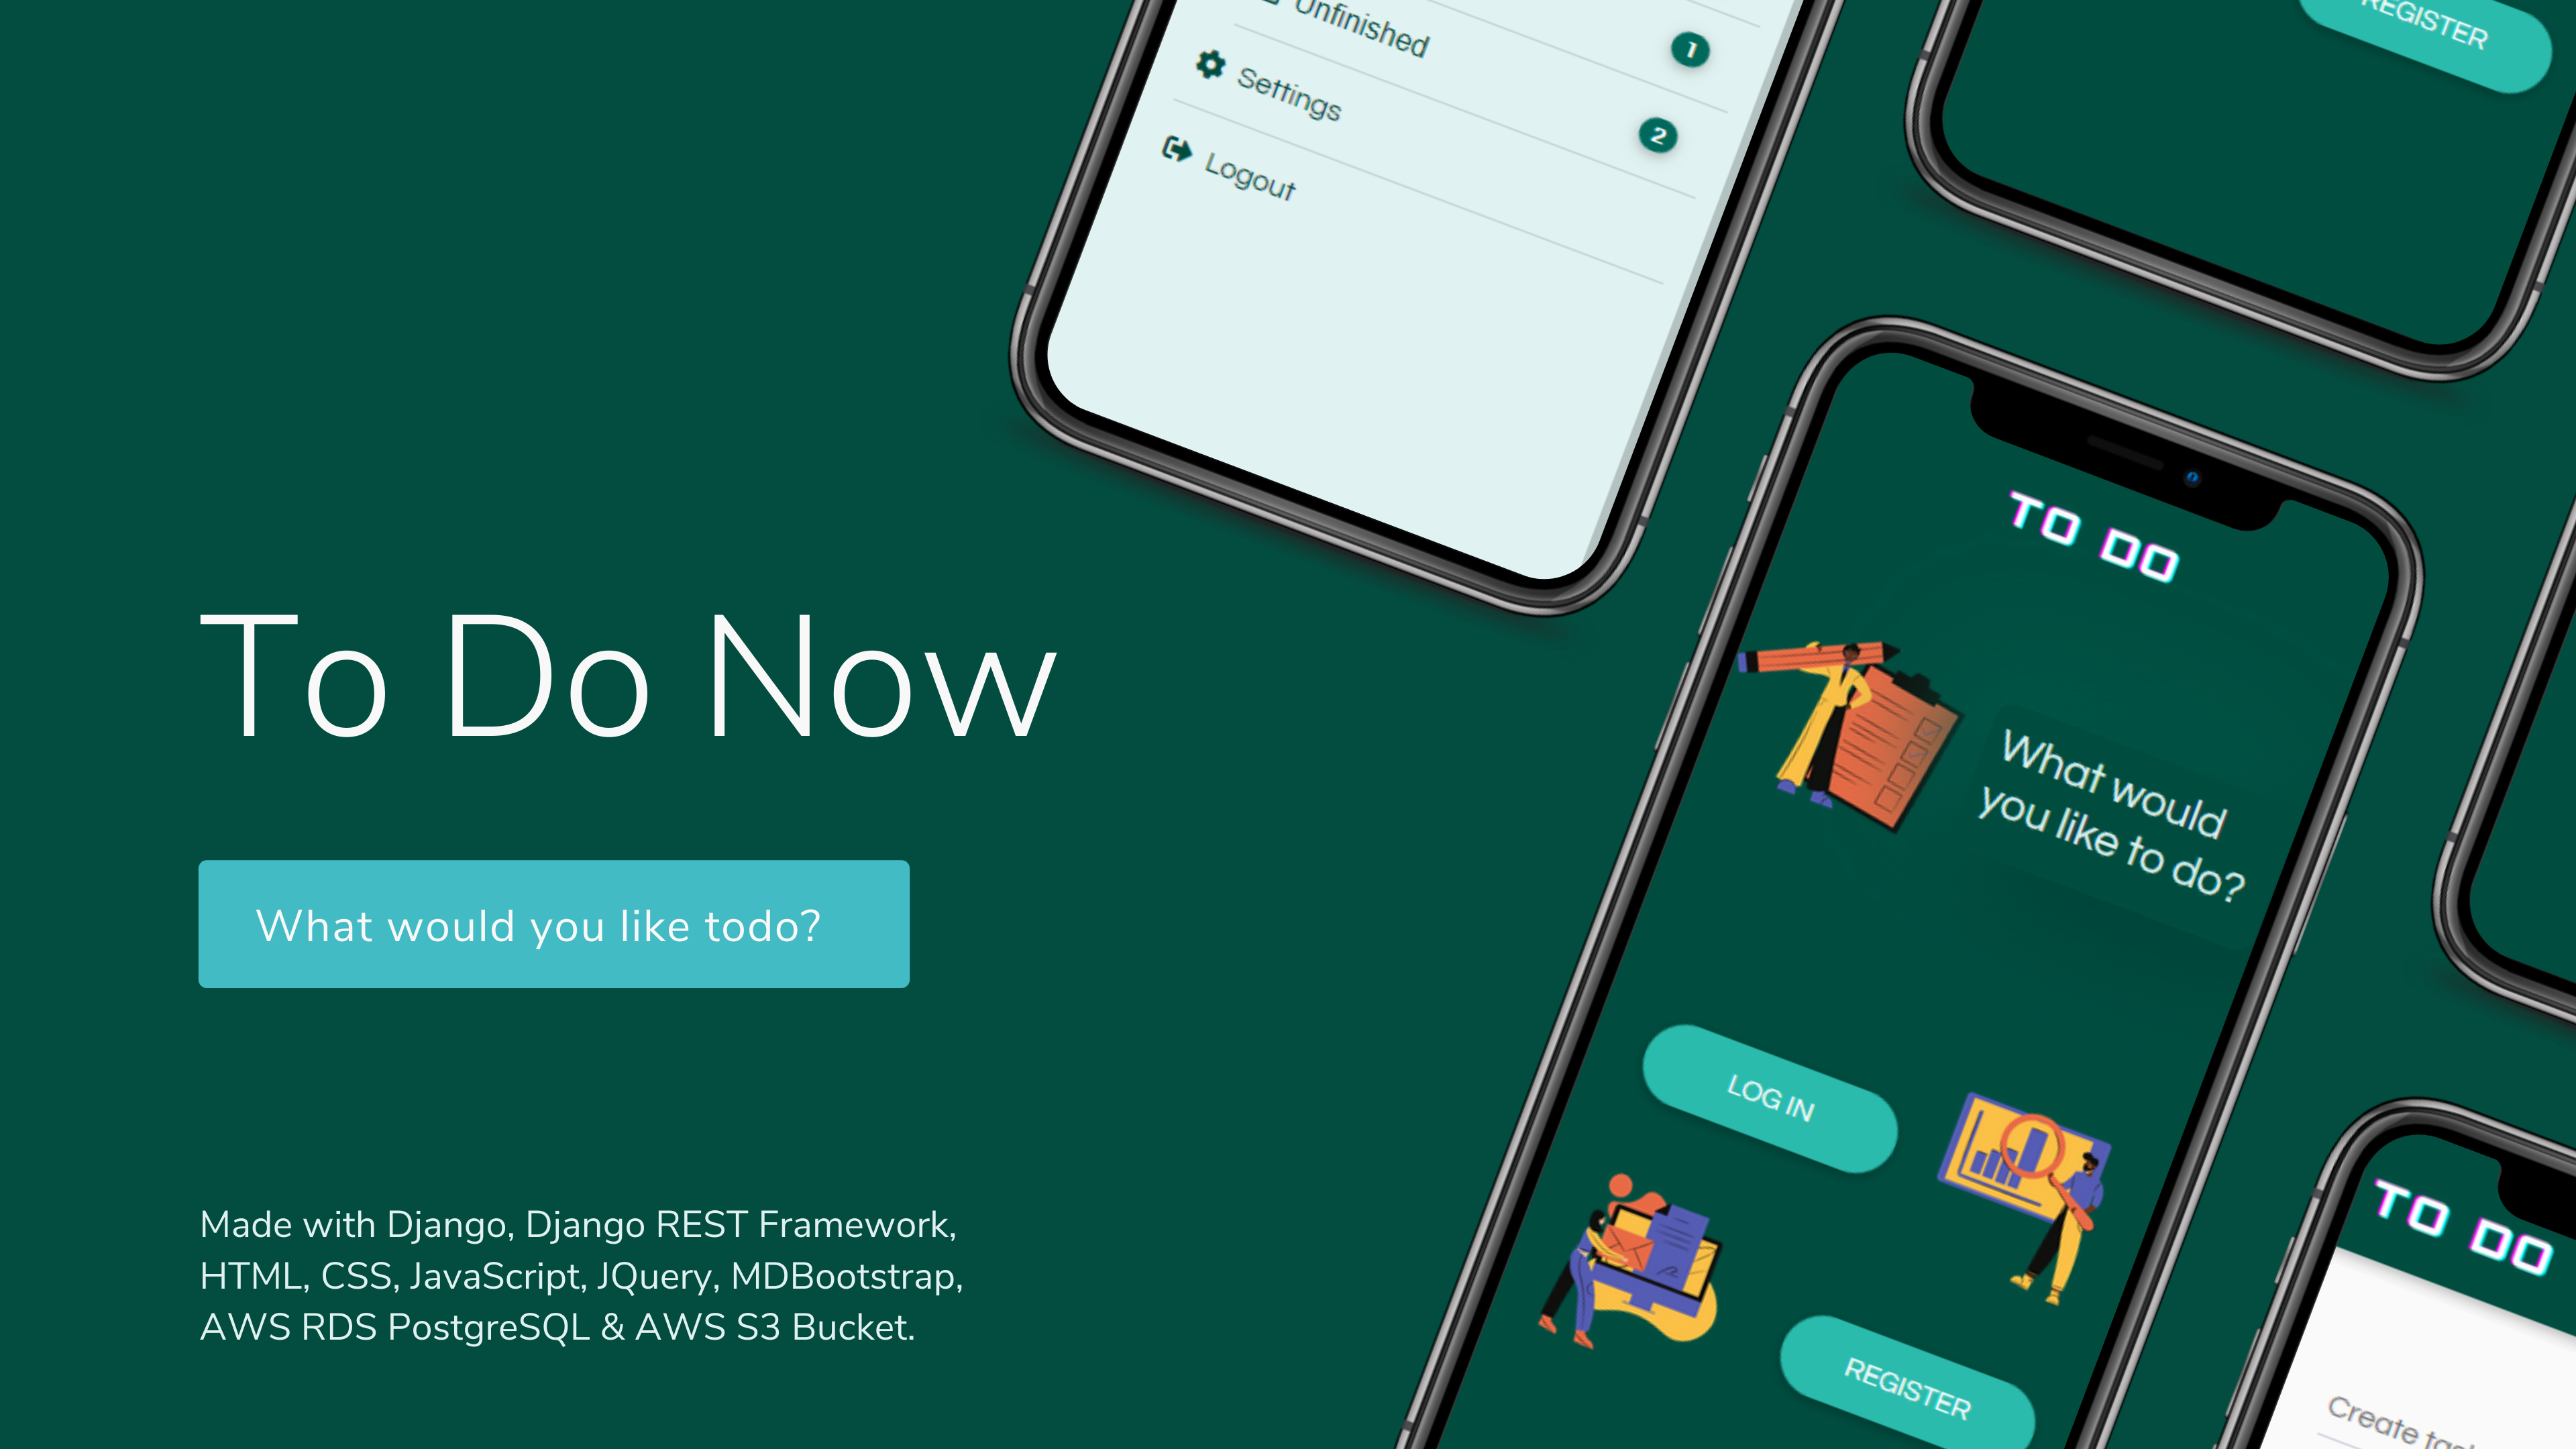 To Do Now
What would you like todo?
Made with Django, Django REST Framework,
HTML, CSS, JavaScript, JQuery, MDBootstrap,
AWS RDS PostgreSQL & AWS S3 Bucket.
Unfinished
1
Settings
2
Logout
REGISTER
TO DO
What would
you like to do?
LOG IN
REGISTER
TO DO
Create